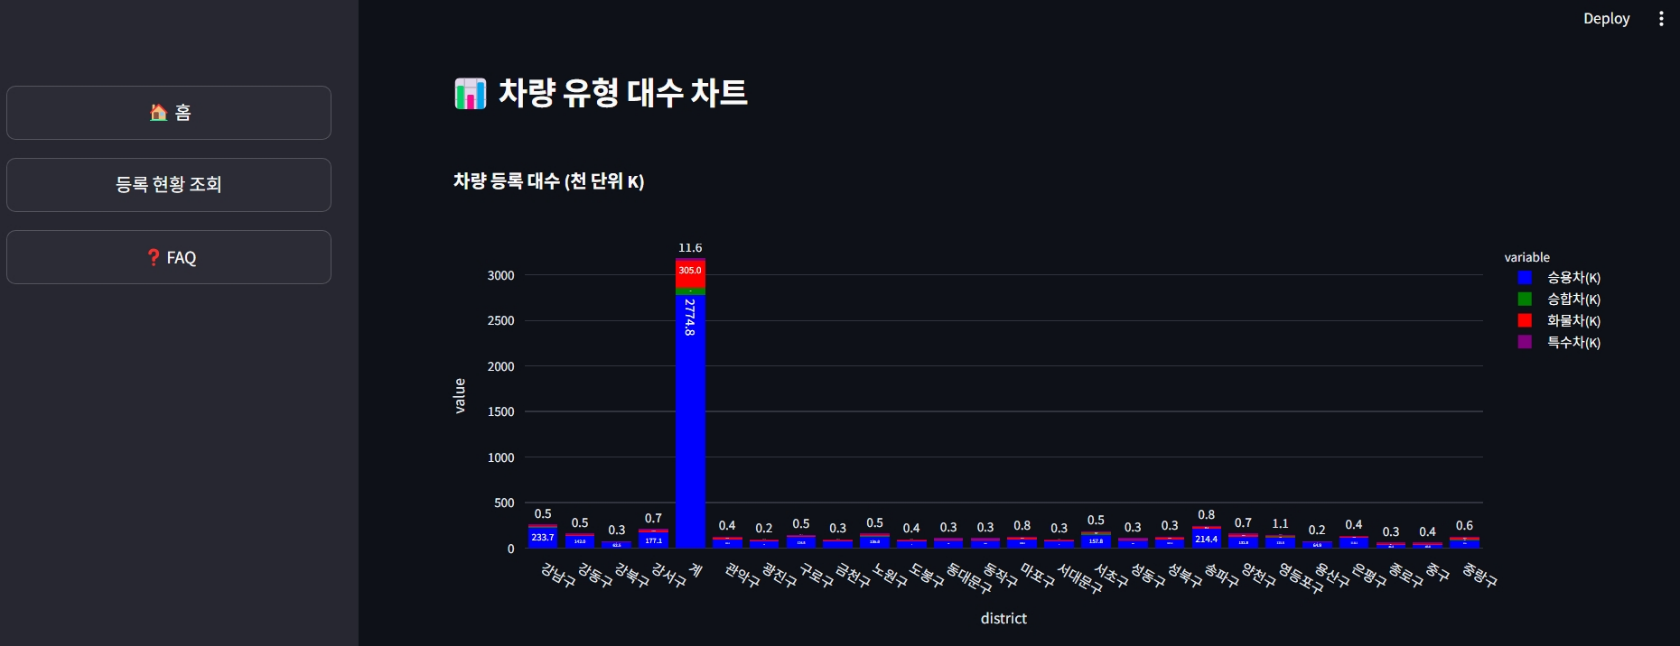 Deploy
🏠 홈
등록 현황 조회
❓ FAQ
📊 차량 유형 대수 차트
차량 등록 대수 (천 단위 K)
variable
승용차(K)
승합차(K)
화물차(K)
특수차(K)
value
3000
2500
2000
1500
1000
500
0
11.6
305.0
2774.8
0.5 0.5 0.3 0.7 0.4 0.2 0.5 0.3 0.5 0.4 0.3 0.3 0.8 0.3 0.5 0.3 0.3 0.8 0.7 1.1 0.2 0.4 0.3 0.4 0.6
233.7 177.1 157.8 214.4
강남구 강동구 강북구 강서구 계 관악구 광진구 구로구 금천구 노원구 도봉구 동대문구 동작구 마포구 서대문구 서초구 성동구 성북구 송파구 양천구 영등포구 용산구 은평구 종로구 중구 중랑구
district